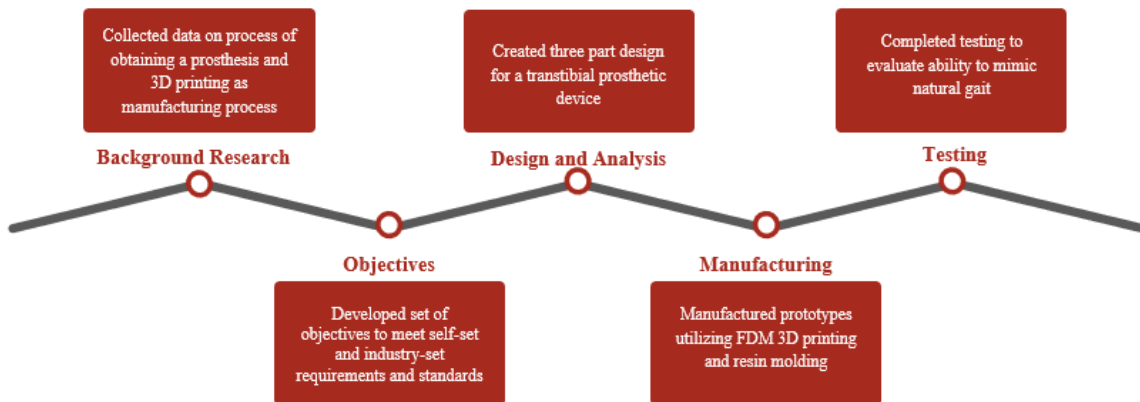 Collected data on process of
obtaining a prosthesis and
3D printing as
manufacturing process
Background Research
Objectives
Developed set of
objectives to meet self-set
and industry-set
requirements and standards
Created three part design
for a transtibial prosthetic
device
Design and Analysis
Manufacturing
Manufactured prototypes
utilizing FDM 3D printing
and resin molding
Completed testing to
evaluate ability to mimic
natural gait
Testing